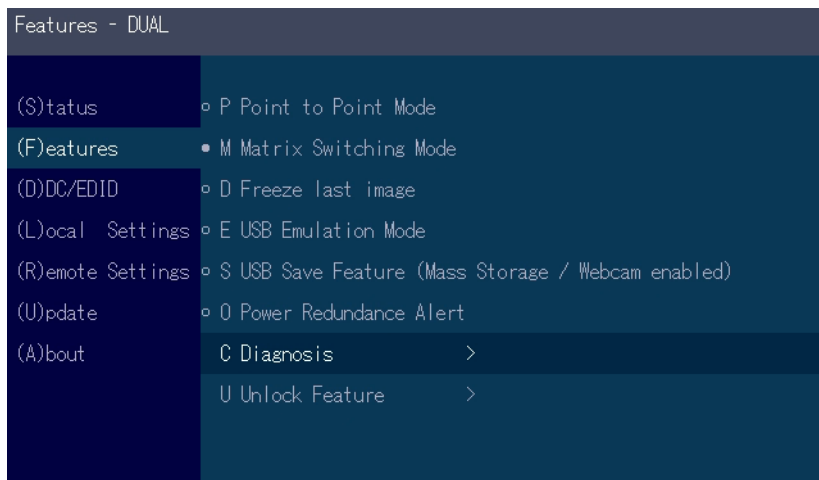 Features - DUAL
(S)tatus
(F)eatures
(D)DC/EDID
(L)ocal Settings
(R)emote Settings
(U)pdate
(A)bout
P Point to Point Mode
M Matrix Switching Mode
D Freeze last image
E USB Emulation Mode
S USB Save Feature (Mass Storage / Webcam enabled)
O Power Redundance Alert
C Diagnosis >
U Unlock Feature >